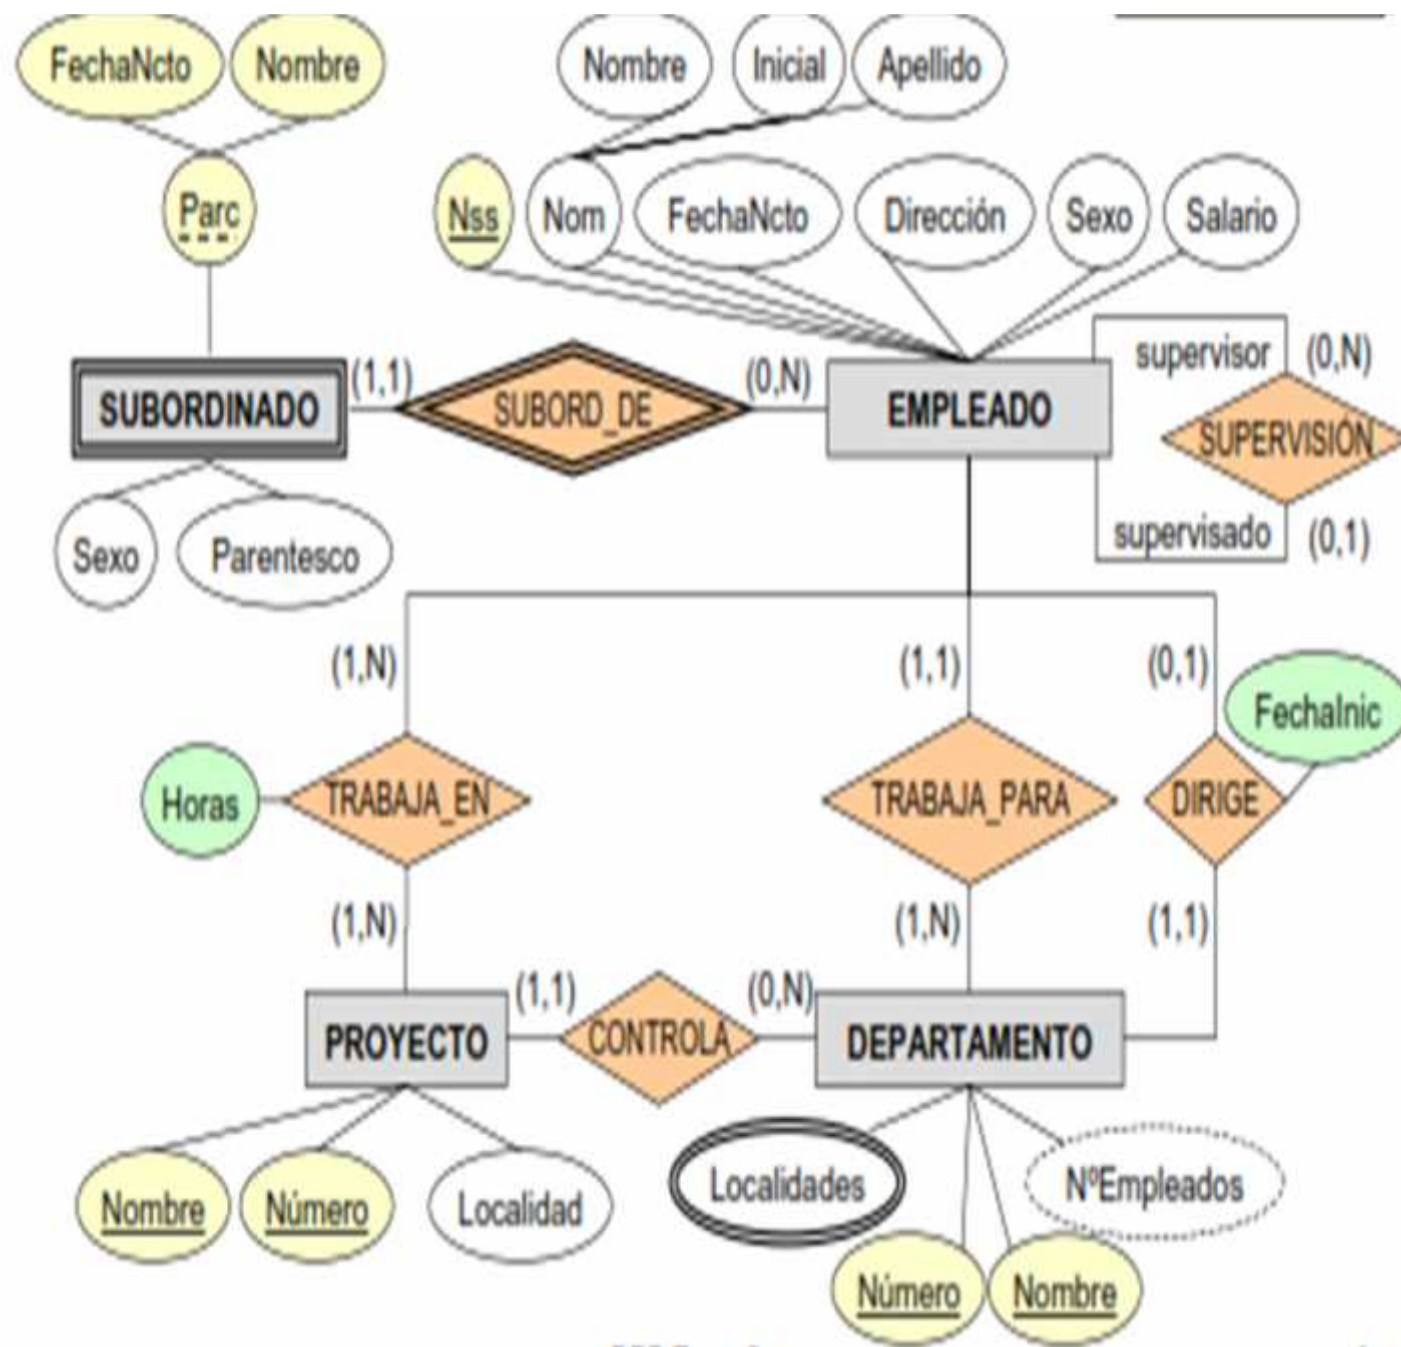 FechaNcto Nombre Nombre Inicial Apellido
Parc Nss Nom FechaNcto Dirección Sexo Salario
SUBORDINADO (1,1) SUBORD_DE (0,N) EMPLEADO supervisor (0,N)
SUPERVISIÓN
supervisado (0,1)
Sexo Parentesco
(1,N) (1,1) (0,1)
FechaInic
Horas TRABAJA_EN TRABAJA_PARA DIRIGE
(1,N) (1,N) (1,1)
PROYECTO (1,1) CONTROLA (0,N) DEPARTAMENTO
Nombre Número Localidad Localidades NºEmpleados
Número Nombre